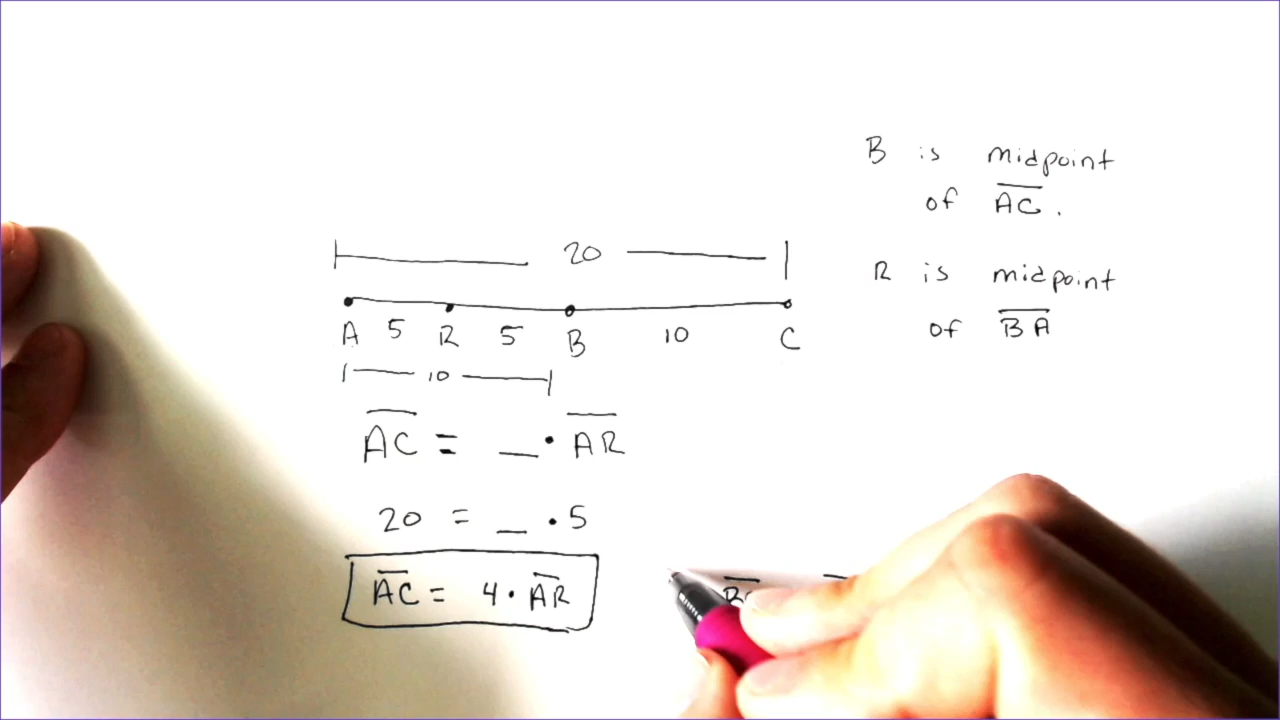 B is midpoint
of AC.
20
R is midpoint
of BA
A 5 R 5 B 10 C
10
AC = _ · AR
20 = _ · 5
AC = 4 · AR